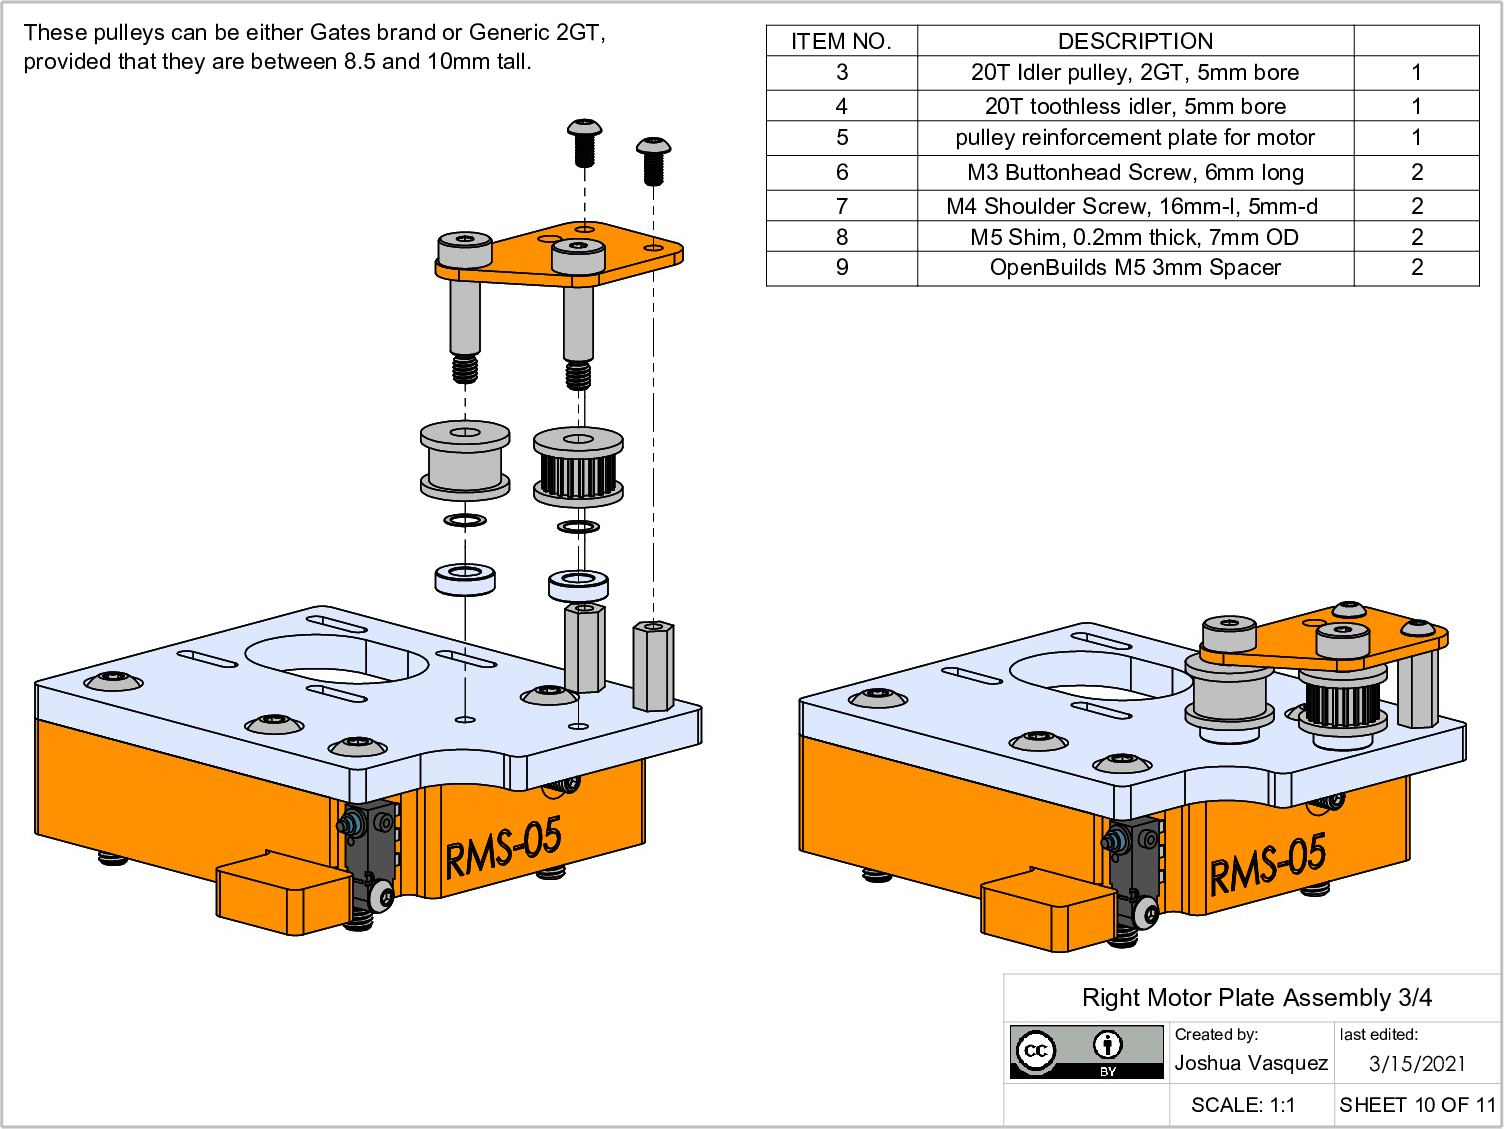 These pulleys can be either Gates brand or Generic 2GT,
provided that they are between 8.5 and 10mm tall.
ITEM NO. DESCRIPTION
3 20T Idler pulley, 2GT, 5mm bore 1
4 20T toothless idler, 5mm bore 1
5 pulley reinforcement plate for motor 1
6 M3 Buttonhead Screw, 6mm long 2
7 M4 Shoulder Screw, 16mm-l, 5mm-d 2
8 M5 Shim, 0.2mm thick, 7mm OD 2
9 OpenBuilds M5 3mm Spacer 2
RMS-05
RMS-05
Right Motor Plate Assembly 3/4
cc BY
Created by:
Joshua Vasquez
last edited:
3/15/2021
SCALE: 1:1
SHEET 10 OF 11